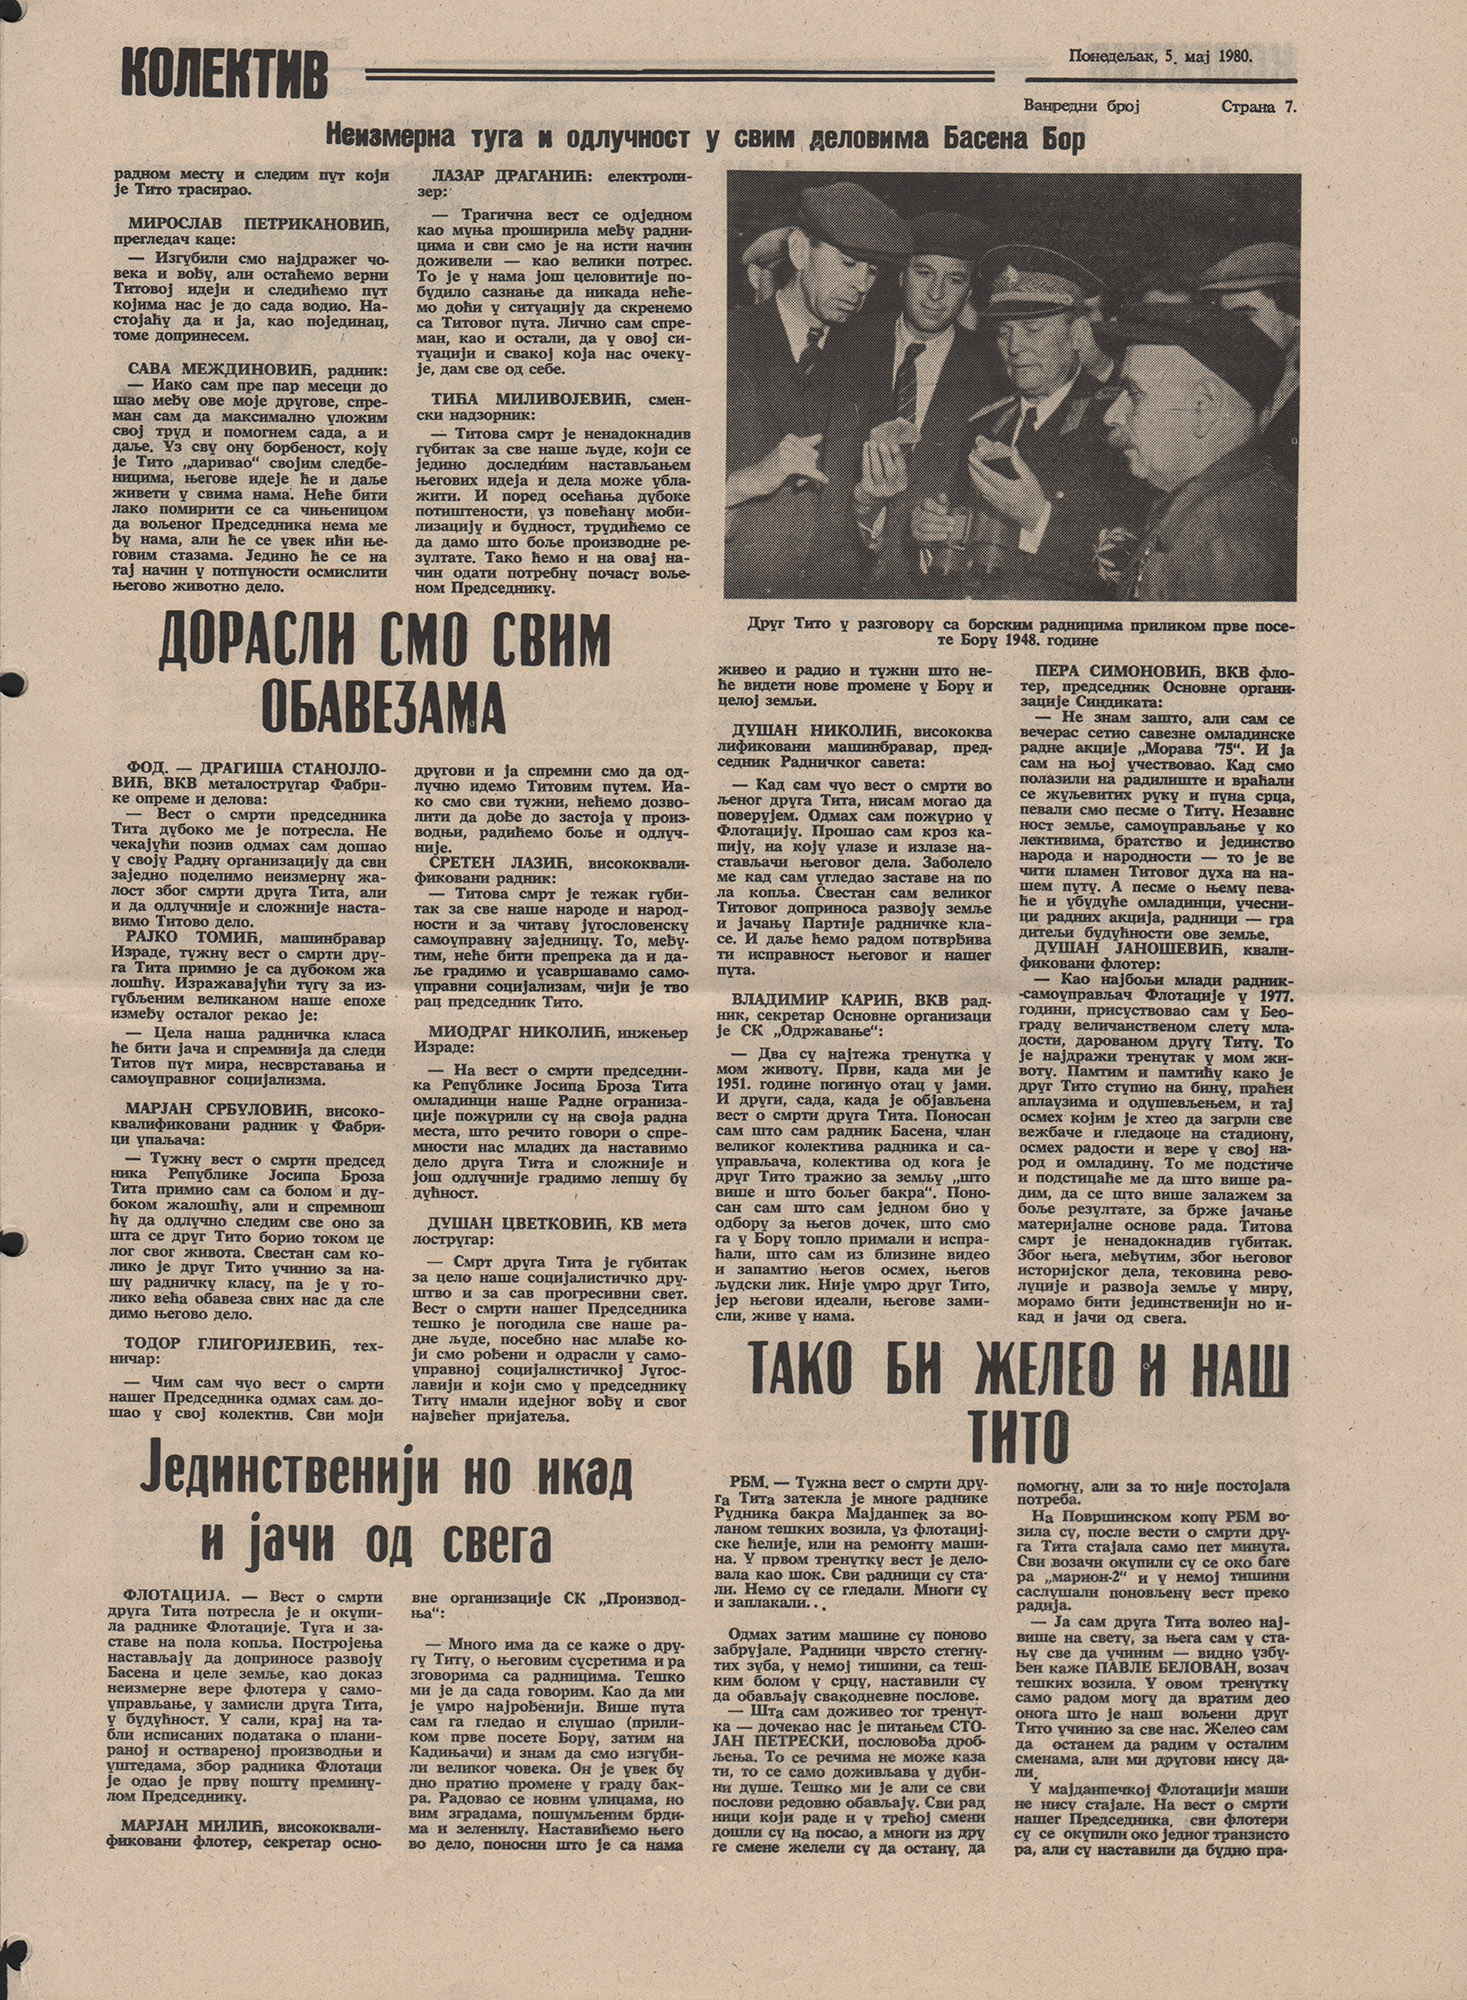 КОЛЕКТИВ
Понедељак, 5. мај 1980.
Ванредни број
Страна 7.
Неизмерна туга и одлучност у свим деловима Басена Бор
радном месту и следим пут који
је Тито трасирао.
МИРОСЛАВ ПЕТРИКАНОВИЋ,
прегледач каце:
— Изгубили смо најдражег чо-
века и вођу, али остаћемо верни
Титовој идеји и следићемо пут
којима нас је до сада водио. На-
стојаћу да и ја, као појединац,
томе допринесем.
САВА МЕЖДИНОВИЋ, радник:
— Иако сам пре пар месеци до
шао међу ове моје другове, спре-
ман сам да максимално уложим
свој труд и помогнем сада, а и
даље. Уз сву ону борбеност, коју
је Тито „даривао“ својим следбе-
ницима, његове идеје ће и даље
живети у свима нама. Неће бити
лако помирити се са чињеницом
да вољеног Председника нема ме
ђу нама, али ће се увек ићи ње-
говим стазама. Једино ће се на
тај начин у потпуности осмислити
његово животно дело.
ЛАЗАР ДРАГАНИЋ: електроли-
зер:
— Трагична вест се одједном
као муња проширила међу радни-
цима и сви смо је на исти начин
доживели — као велики потрес.
То је у нама још целовитије по-
будило сазнање да никада неће-
мо доћи у ситуацију да скренемо
са Титовог пута. Лично сам спре-
ман, као и остали, да у овој си-
туацији и свакој која нас очеку-
је, дам све од себе.
ТИЋА МИЛИВОЈЕВИЋ, смен-
ски надзорник:
— Титова смрт је ненадокнадив
губитак за све наше људе, који се
једино доследним настављањем
његових идеја и дела може убла-
жити. И поред осећања дубоке
потиштености, уз повећану моби-
лизацију и будност, трудићемо се
да дамо што боље производне ре-
зултате. Тако ћемо и на овај на-
чин одати потребну почаст воље-
ном Председнику.
Друг Тито у разговору са борским радницима приликом прве посе-
те Бору 1948. године
ДОРАСЛИ СМО СВИМ
ОБАВЕЗАМА
ФОД. — ДРАГИША СТАНОЈЛО-
ВИЋ, ВКВ металостругар Фабри-
ке опреме и делова:
— Вест о смрти председника
Тита дубоко ме је потресла. Не
чекајући позив одмах сам дошао
у своју Радну организацију да сви
заједно поделимо неизмерну жа-
лост због смрти друга Тита, али
и да одлучније и сложније наста-
вимо Титово дело.
РАЈКО ТОМИЋ, машинбравар
Израде, тужну вест о смрти дру-
га Тита примио је са дубоком жа
лошћу. Изражавајући тугу за из-
губљеним великаном наше епохе
између осталог рекао је:
— Цела наша радничка класа
ће бити јача и спремнија да следи
Титов пут мира, несврставања и
самоуправног социјализма.
МАРЈАН СРБУЛОВИЋ, високо-
квалификовани радник у Фабри-
ци упаљача:
— Тужну вест о смрти председ
ника Републике Јосипа Броза
Тита примио сам са болом и ду-
боком жалошћу, али и спремнош
ћу да одлучно следим све оно за
шта се друг Тито борио током це
лог свог живота. Свестан сам ко-
лико је друг Тито учинио за на-
шу радничку класу, па је у то-
лико већа обавеза свих нас да сле
димо његово дело.
ТОДОР ГЛИГОРИЈЕВИЋ, тех-
ничар:
— Чим сам чуо вест о смрти
нашег Председника одмах сам до-
шао у свој колектив. Сви моји
другови и ја спремни смо да од-
лучно идемо Титовим путем. Иа-
ко смо сви тужни, нећемо дозво-
лити да дође до застоја у произ-
водњи, радићемо боље и одлуч-
није.
СРЕТЕН ЛАЗИЋ, висококвали-
фиковани радник:
— Титова смрт је тежак губи-
так за све наше народе и народ-
ности и за читаву југословенску
самоуправну заједницу. То, међу-
тим, неће бити препрека да и да-
ље градимо и усавршавамо само-
управни социјализам, чији је тво
рац председник Тито.
МИОДРАГ НИКОЛИЋ, инжењер
Израде:
— На вест о смрти председни-
ка Републике Јосипа Броза Тита
омладинци наше Радне огранизa-
ције пожурили су на своја радна
места, што речито говори о спре-
мности нас младих да наставимо
дело друга Тита и сложније и
још одлучније градимо лепшу бу
дућност.
ДУШАН ЦВЕТКОВИЋ, КВ мета
лостругар:
— Смрт друга Тита је губитак
за цело наше социјалистичко дру-
штво и за сав прогресивни свет.
Вест о смрти нашег Председника
тешко је погодила све наше ра-
дне људе, посебно нас млађе ко-
ји смо рођени и одрасли у само-
управној социјалистичкој Југос-
лавији и који смо у председнику
Титу имали идејног вођу и свог
највећег пријатеља.
живео и радио и тужни што не-
ће видети нове промене у Бору и
целој земљи.
ДУШАН НИКОЛИЋ, висококва
лификовани машинбравар, пред-
седник Радничког савета:
— Кад сам чуо вест о смрти во
љеног друга Тита, нисам могао да
поверујем. Одмах сам пожурио у
Флотацију. Прошао сам кроз ка-
пију, на коју улазе и излазе на-
стављачи његовог дела. Заболело
ме кад сам угледао заставе на по
ла копља. Свестан сам великог
Титовог доприноса развоју земље
и јачању Партије радничке кла-
се. И даље ћемо радом потврђива
ти исправност његовог и нашег
пута.
ВЛАДИМИР КАРИЋ, ВКВ рад-
ник, секретар Основне организаци
је СК „Одржавање“:
— Два су најтежа тренутка у
мом животу. Први, када ми је
1951. године погинуо отац у јами.
И други, сада, када је објављена
вест о смрти друга Тита. Поносан
сам што сам радник Басена, члан
великог колектива радника и са-
управљача, колектива од кога је
друг Тито тражио за земљу „што
више и што бољег бакра“. Поно-
сан сам што сам једном био у
одбору за његов дочек, што смо
га у Бору топло примали и испра-
ћали, што сам из близине видео
и запамтио његов осмех, његов
људски лик. Није умро друг Тито,
јер његови идеали, његове зами-
сли, живе у нама.
ПЕРА СИМОНОВИЋ, ВКВ фло-
тер, председник Основне органи-
зације Синдиката:
— Не знам зашто, али сам се
вечерас сетио савезне омладинске
радне акције „Морава '75“. И ја
сам на њој учествовао. Кад смо
полазили на радилиште и враћали
се жуљевитих руку и пуна срца,
певали смо песме о Титу. Независ
ност земље, самоуправљање у ко
лективима, братство и јединство
народа и народности — то је ве
чити пламен Титовог духа на на-
шем путу. А песме о њему пева-
ће и убудуће омладинци, учесни-
ци радних акција, радници — гра
дитељи будућности ове земље.
ДУШАН ЈАНОШЕВИЋ, квали-
фиковани флотер:
— Као најбољи млади радник-
-самоуправљач Флотације у 1977.
години, присуствовао сам у Бео-
граду величанственом слету мла-
дости, дарованом другу Титу. То
је најдражи тренутак у мом жи-
воту. Памтим и памтићу како је
друг Тито ступио на бину, праћен
аплаузима и одушевљењем, и тај
осмех којим је хтео да загрли све
вежбаче и гледаоце на стадиону,
осмех радости и вере у свој на-
род и омладину. То ме подстиче
и подстицаће ме да што више ра-
дим, да се што више залажем за
боље резултате, за брже јачање
материјалне основе рада. Титова
смрт је ненадокнадив губитак.
Због њега, међутим, због његовог
историјског дела, тековина рево-
луције и развоја земље у миру,
морамо бити јединственији но и-
кад и јачи од свега.
Јединственији но икад
и јачи од свега
ФЛОТАЦИЈА. — Вест о смрти
друга Тита потресла је и окупи-
ла раднике Флотације. Туга и за-
ставе на пола копља. Постројења
настављају да доприносе развоју
Басена и целе земље, као доказ
неизмерне вере флотера у само-
управљање, у замисли друга Тита,
у будућност. У сали, крај на та-
бли исписаних података о плани-
раној и оствареној производњи и
уштедама, збор радника Флотаци
је одао је прву пошту премину-
лом Председнику.
МАРЈАН МИЛИЋ, висококвали-
фиковани флотер, секретар осно-
вне организације СК „Производ-
ња“:
— Много има да се каже о дру-
гу Титу, о његовим сусретима и ра
зговорима са радницима. Тешко
ми је да сада говорим. Као да ми
је умро најрођенији. Више пута
сам га гледао и слушао (прили-
ком прве посете Бору, затим на
Кадињачи) и знам да смо изгуби-
ли великог човека. Он је увек бу
дно пратио промене у граду бак-
ра. Радовао се новим улицама, но
вим зградама, пошумљеним брди-
ма и зеленилу. Наставићемо њего
во дело, поносни што је са нама
ТАКО БИ ЖЕЛЕО И НАШ
ТИТО
РБМ. — Тужна вест о смрти дру-
га Тита затекла је многе раднике
Рудника бакра Мајданпек за во-
ланом тешких возила, уз флотациј-
ске ћелије, или на ремонту маши-
на. У првом тренутку вест је дело-
вала као шок. Сви радници су ста-
ли. Немо су се гледали. Многи су
и заплакали...
Одмах затим машине су поново
забрујале. Радници чврсто стегну-
тих зуба, у немој тишини, са теш-
ким болом у срцу, наставили су
да обављају свакодневне послове.
— Шта сам доживео тог тренут-
ка — дочекао нас је питањем СТО-
ЈАН ПЕТРЕСКИ, пословођа дроб-
љења. То се речима не може каза
ти, то се само доживљава у дуби-
ни душе. Тешко ми је али се сви
послови редовно обављају. Сви рад
ници који раде и у трећој смени
дошли су на посао, а многи из дру
ге смене желели су да остану, да
помогну, али за то није постојала
потреба.
На Површинском копу РБМ во-
зила су, после вести о смрти дру-
га Тита стајала само пет минута.
Сви возачи окупили су се око баге
ра „марион-2“ и у немој тишини
саслушали поновљену вест преко
радија.
— Ја сам друга Тита волео нај-
више на свету, за њега сам у ста-
њу све да учиним — видно узбу-
ђен каже ПАВЛЕ БЕЛОВАН, возач
тешких возила. У овом тренутку
само радом могу да вратим део
онога што је наш вољени друг
Тито учинио за све нас. Желео сам
да останем да радим у осталим
сменама, али ми другови нису да-
ли.
У мајданпечкој Флотацији маши
не нису стајале. На вест о смрти
нашег Председника, сви флотери
су се окупили око једног транзисто
ра, али су наставили да будно пра-